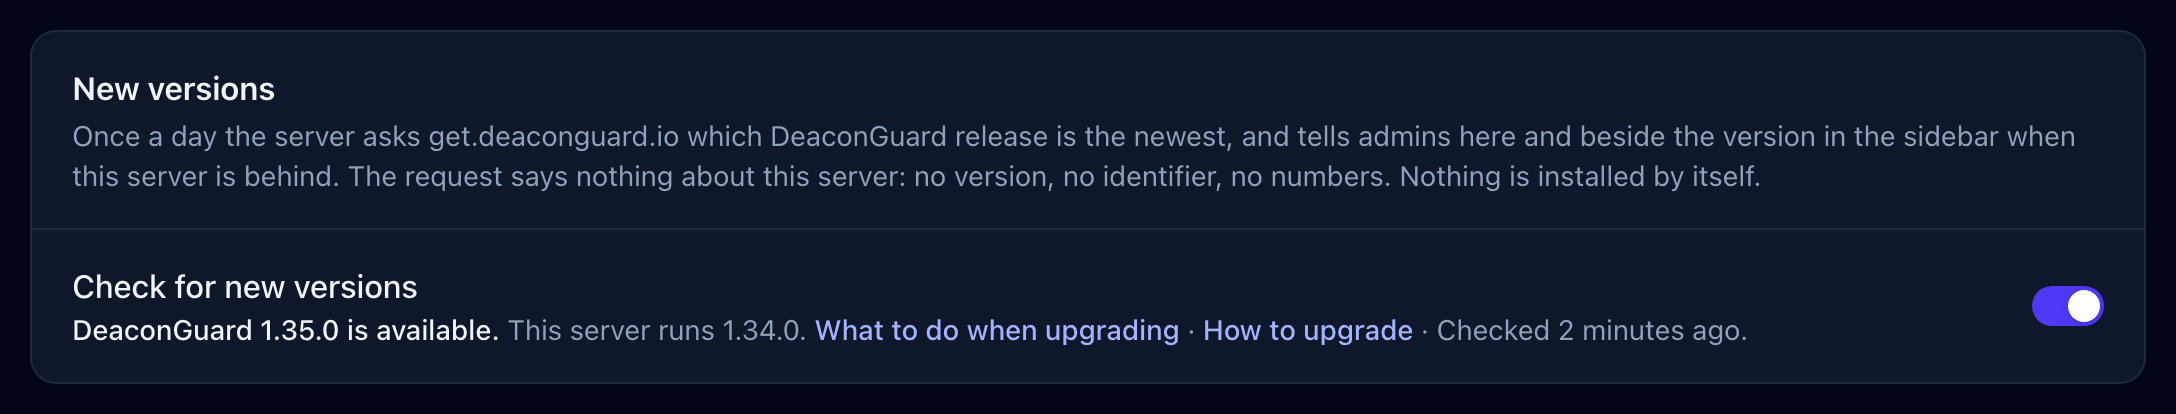 New versions
Once a day the server asks get.deaconguard.io which DeaconGuard release is the newest, and tells admins here and beside the version in the sidebar when
this server is behind. The request says nothing about this server: no version, no identifier, no numbers. Nothing is installed by itself.
Check for new versions
DeaconGuard 1.35.0 is available. This server runs 1.34.0. What to do when upgrading · How to upgrade · Checked 2 minutes ago.